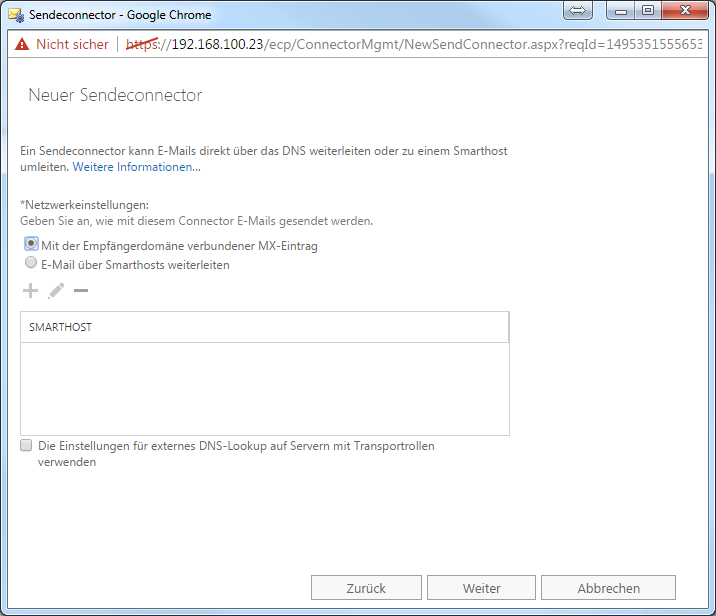 Sendeconnector - Google Chrome
Nicht sicher | https://192.168.100.23/ecp/ConnectorMgmt/NewSendConnector.aspx?reqId=1495351555653
Neuer Sendeconnector
Ein Sendeconnector kann E-Mails direkt über das DNS weiterleiten oder zu einem Smarthost
umleiten. Weitere Informationen...
*Netzwerkeinstellungen:
Geben Sie an, wie mit diesem Connector E-Mails gesendet werden.
Mit der Empfängerdomäne verbundener MX-Eintrag
E-Mail über Smarthosts weiterleiten
SMARTHOST
Die Einstellungen für externes DNS-Lookup auf Servern mit Transportrollen
verwenden
Zurück Weiter Abbrechen